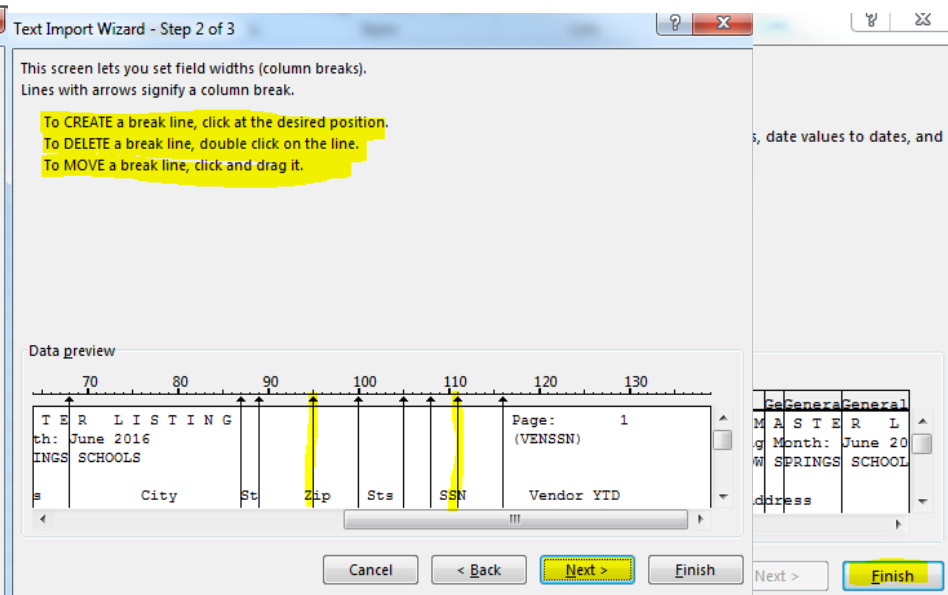 Text Import Wizard - Step 2 of 3
This screen lets you set field widths (column breaks).
Lines with arrows signify a column break.
To CREATE a break line, click at the desired position.
To DELETE a break line, double click on the line.
To MOVE a break line, click and drag it.
Data preview
70 80 90 100 110 120 130
T E R L I S T I N G Page: 1
th: June 2016 (VENSSN)
INGS SCHOOLS
s City St Zip Sts SSN Vendor YTD
Cancel < Back Next > Finish
s, date values to dates, and
Ge Genera General
M A S T E R L
g Month: June 20
W SPRINGS SCHOOL
ddress
Next > Finish